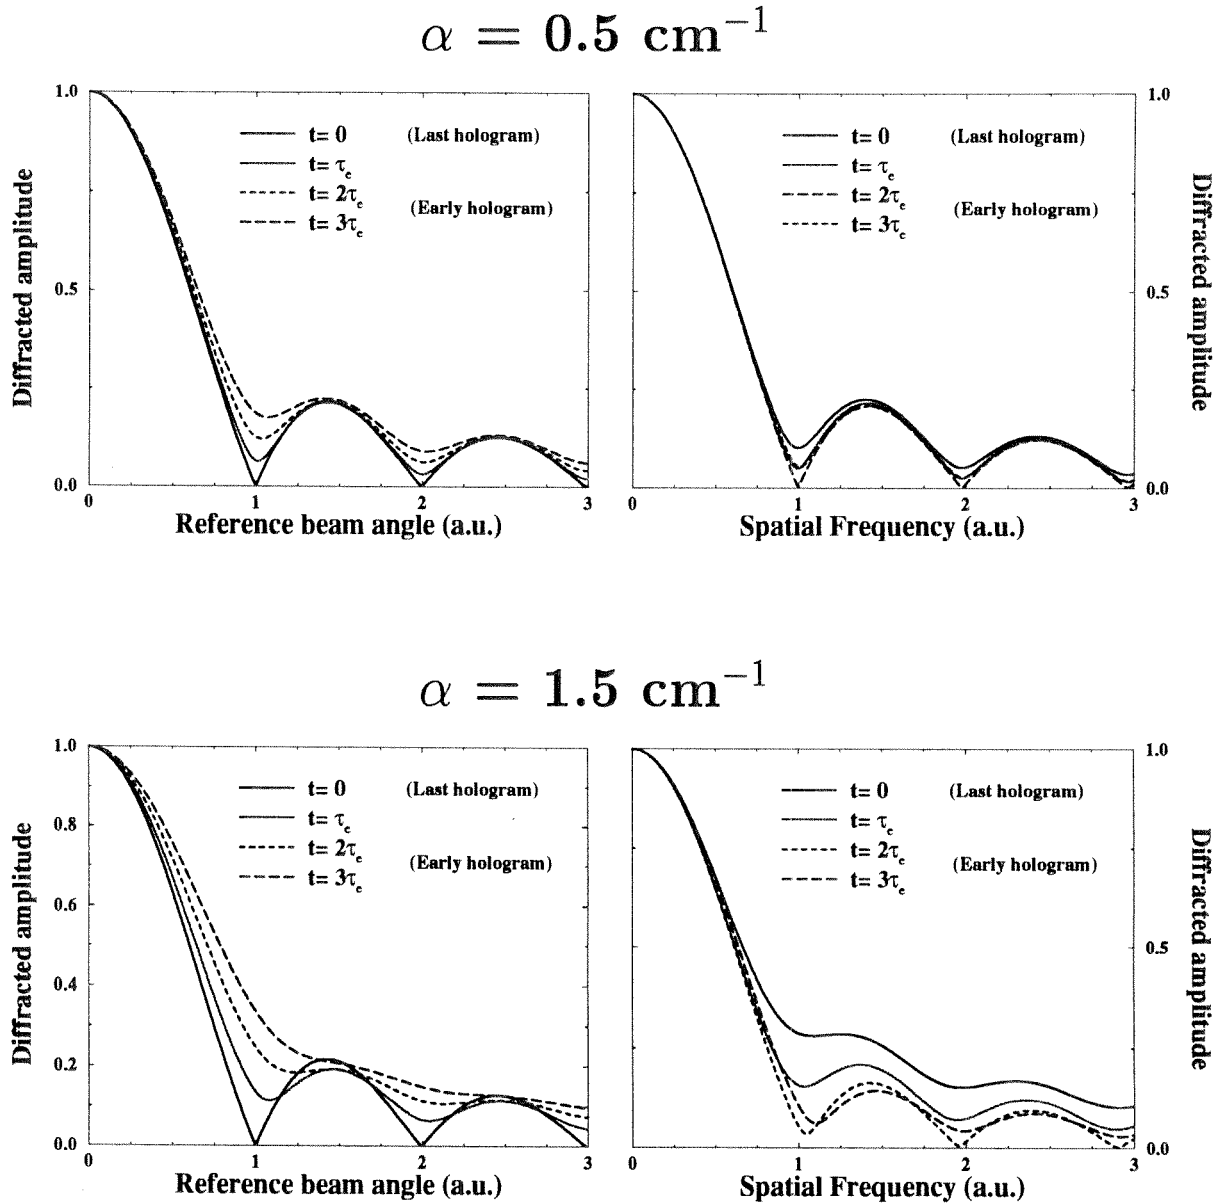 α = 0.5 cm⁻¹
1.0
0.5
0.0
Diffracted amplitude
t= 0 (Last hologram)
t= τₑ
t= 2τₑ
(Early hologram)
t= 3τₑ
0 1 2 3
Reference beam angle (a.u.)
t= 0 (Last hologram)
t= τₑ
t= 2τₑ
(Early hologram)
t= 3τₑ
1.0
0.5
0.0
Diffracted amplitude
0 1 2 3
Spatial Frequency (a.u.)
α = 1.5 cm⁻¹
1.0
0.8
0.6
0.4
0.2
0.0
Diffracted amplitude
t= 0 (Last hologram)
t= τₑ
t= 2τₑ
(Early hologram)
t= 3τₑ
0 1 2 3
Reference beam angle (a.u.)
t= 0 (Last hologram)
t= τₑ
t= 2τₑ
(Early hologram)
t= 3τₑ
1.0
0.5
0.0
Diffracted amplitude
0 1 2 3
Spatial Frequency (a.u.)